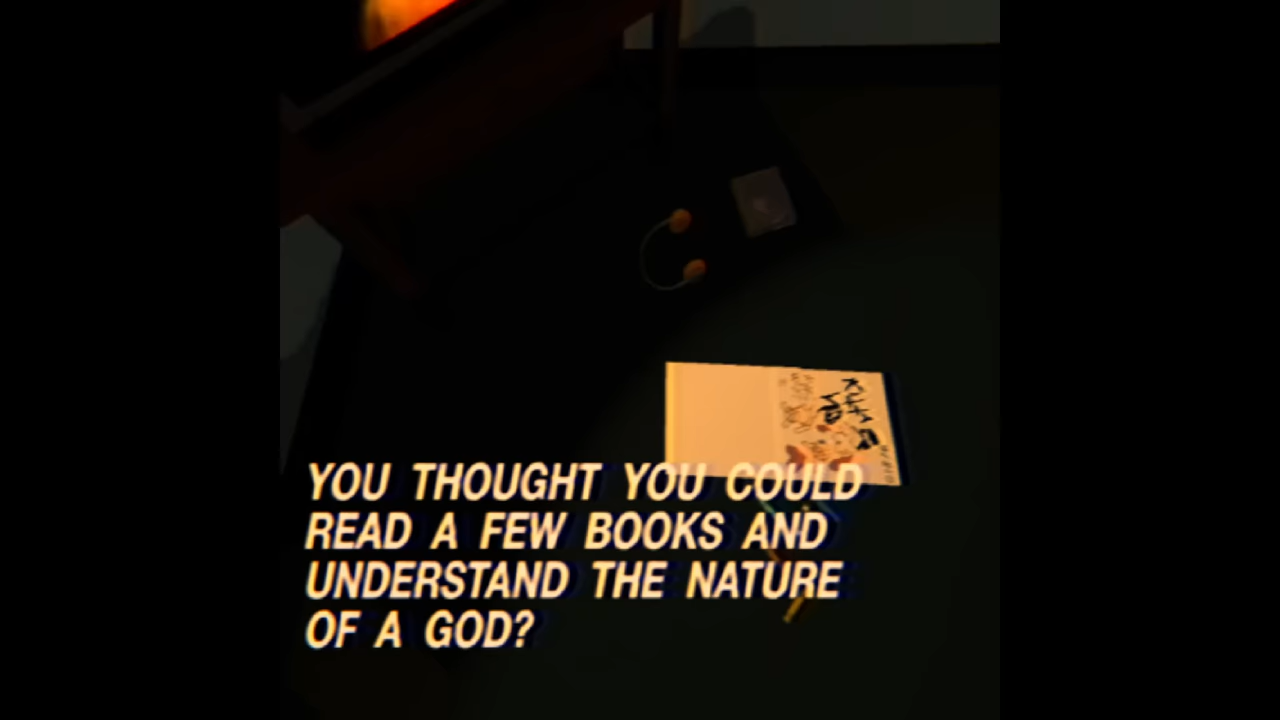 YOU THOUGHT YOU COULD
READ A FEW BOOKS AND
UNDERSTAND THE NATURE
OF A GOD?